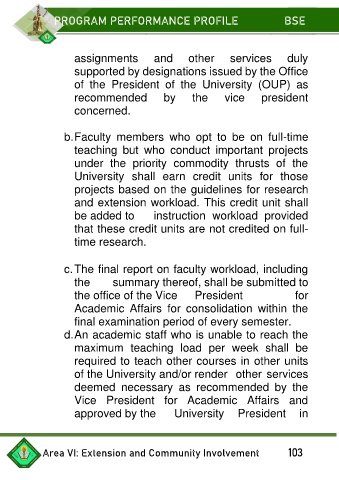 PROGRAM PERFORMANCE PROFILE BSE
assignments and other services duly
supported by designations issued by the Office
of the President of the University (OUP) as
recommended by the vice president
concerned.
b.Faculty members who opt to be on full-time
teaching but who conduct important projects
under the priority commodity thrusts of the
University shall earn credit units for those
projects based on the guidelines for research
and extension workload. This credit unit shall
be added to instruction workload provided
that these credit units are not credited on full-
time research.
c.The final report on faculty workload, including
the summary thereof, shall be submitted to
the office of the Vice President for
Academic Affairs for consolidation within the
final examination period of every semester.
d.An academic staff who is unable to reach the
maximum teaching load per week shall be
required to teach other courses in other units
of the University and/or render other services
deemed necessary as recommended by the
Vice President for Academic Affairs and
approved by the University President in
Area VI: Extension and Community Involvement 103